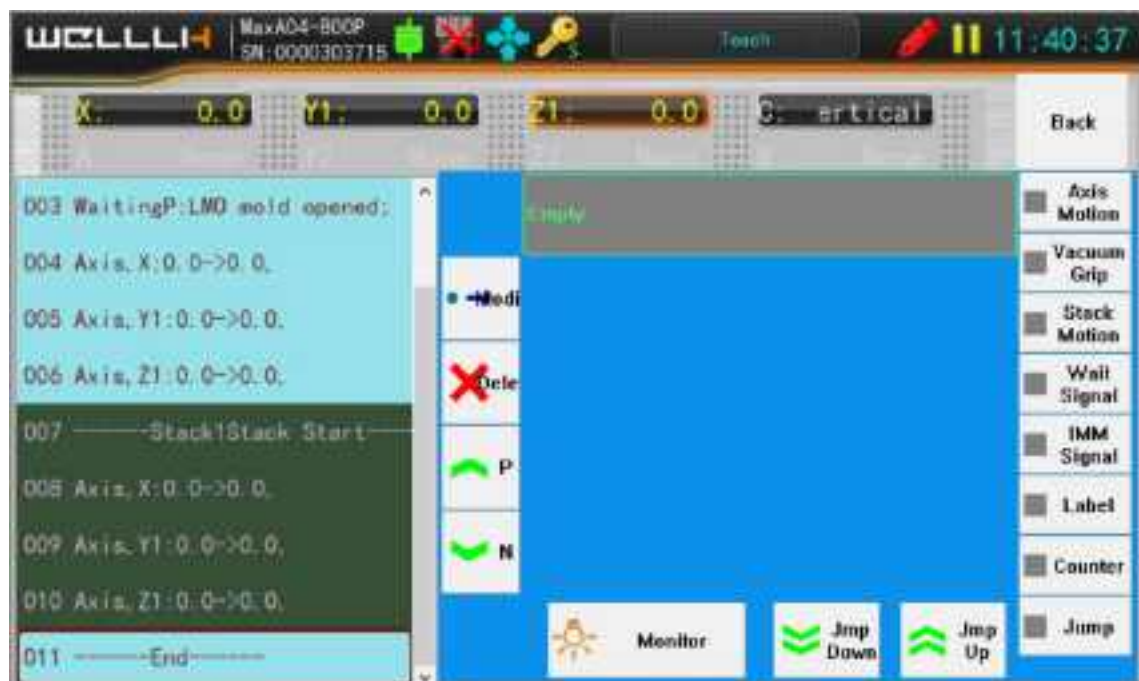 WELLLIH
MaxA04-800P
SN:0000303715
S
Teach
11:40:37
X: 0.0
Y1: 0.0
Z1: 0.0
C: ertical
Back
003 WaitingP:LMO mold opened;
004 Axis,X:0.0->0.0,
005 Axis,Y1:0.0->0.0,
006 Axis,Z1:0.0->0.0,
007 -------Stack1Stack Start----
008 Axis,X:0.0->0.0,
009 Axis,Y1:0.0->0.0,
010 Axis,Z1:0.0->0.0,
011 -------End-------
Empty
Modi
Dele
P
N
Monitor
Jmp
Down
Jmp
Up
Axis
Motion
Vacuum
Grip
Stack
Motion
Wait
Signal
IMM
Signal
Label
Counter
Jump